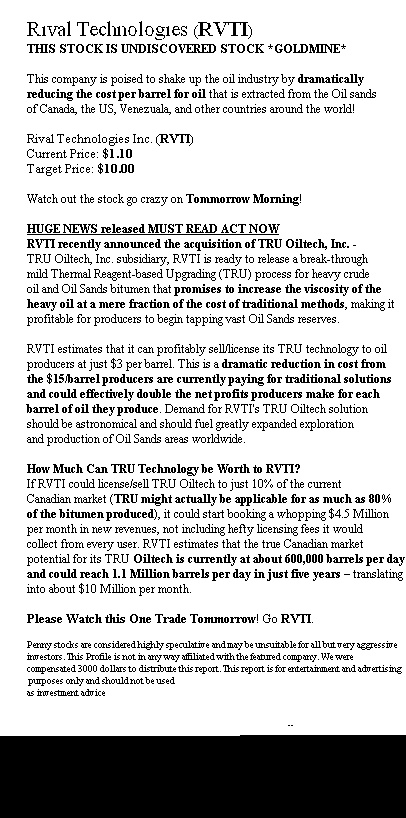 Rival Technologies (RVTI)
THIS STOCK IS UNDISCOVERED STOCK *GOLDMINE*
This company is poised to shake up the oil industry by dramatically
reducing the cost per barrel for oil that is extracted from the Oil sands
of Canada, the US, Venezuala, and other countries around the world!
Rival Technologies Inc. (RVTI)
Current Price: $1.10
Target Price: $10.00
Watch out the stock go crazy on Tommorrow Morning!
HUGE NEWS released MUST READ ACT NOW
RVTI recently announced the acquisition of TRU Oiltech, Inc. -
TRU Oiltech, Inc. subsidiary, RVTI is ready to release a break-through
mild Thermal Reagent-based Upgrading (TRU) process for heavy crude
oil and Oil Sands bitumen that promises to increase the viscosity of the
heavy oil at a mere fraction of the cost of traditional methods, making it
profitable for producers to begin tapping vast Oil Sands reserves.
RVTI estimates that it can profitably sell/license its TRU technology to oil
producers at just $3 per barrel. This is a dramatic reduction in cost from
the $15/barrel producers are currently paying for traditional solutions
and could effectively double the net profits producers make for each
barrel of oil they produce. Demand for RVTI's TRU Oiltech solution
should be astronomical and should fuel greatly expanded exploration
and production of Oil Sands areas worldwide.
How Much Can TRU Technology be Worth to RVTI?
If RVTI could license/sell TRU Oiltech to just 10% of the current
Canadian market (TRU might actually be applicable for as much as 80%
of the bitumen produced), it could start booking a whopping $4.5 Million
per month in new revenues, not including hefty licensing fees it would
collect from every user. RVTI estimates that the true Canadian market
potential for its TRU Oiltech is currently at about 600,000 barrels per day
and could reach 1.1 Million barrels per day in just five years – translating
into about $10 Million per month.
Please Watch this One Trade Tommorrow! Go RVTI.
Penny stocks are considered highly speculative and may be unsuitable for all but very aggressive
investors. This Profile is not in any way affiliated with the featured company. We were
compensated 3000 dollars to distribute this report. This report is for entertainment and advertising
purposes only and should not be used
as investment advice
--